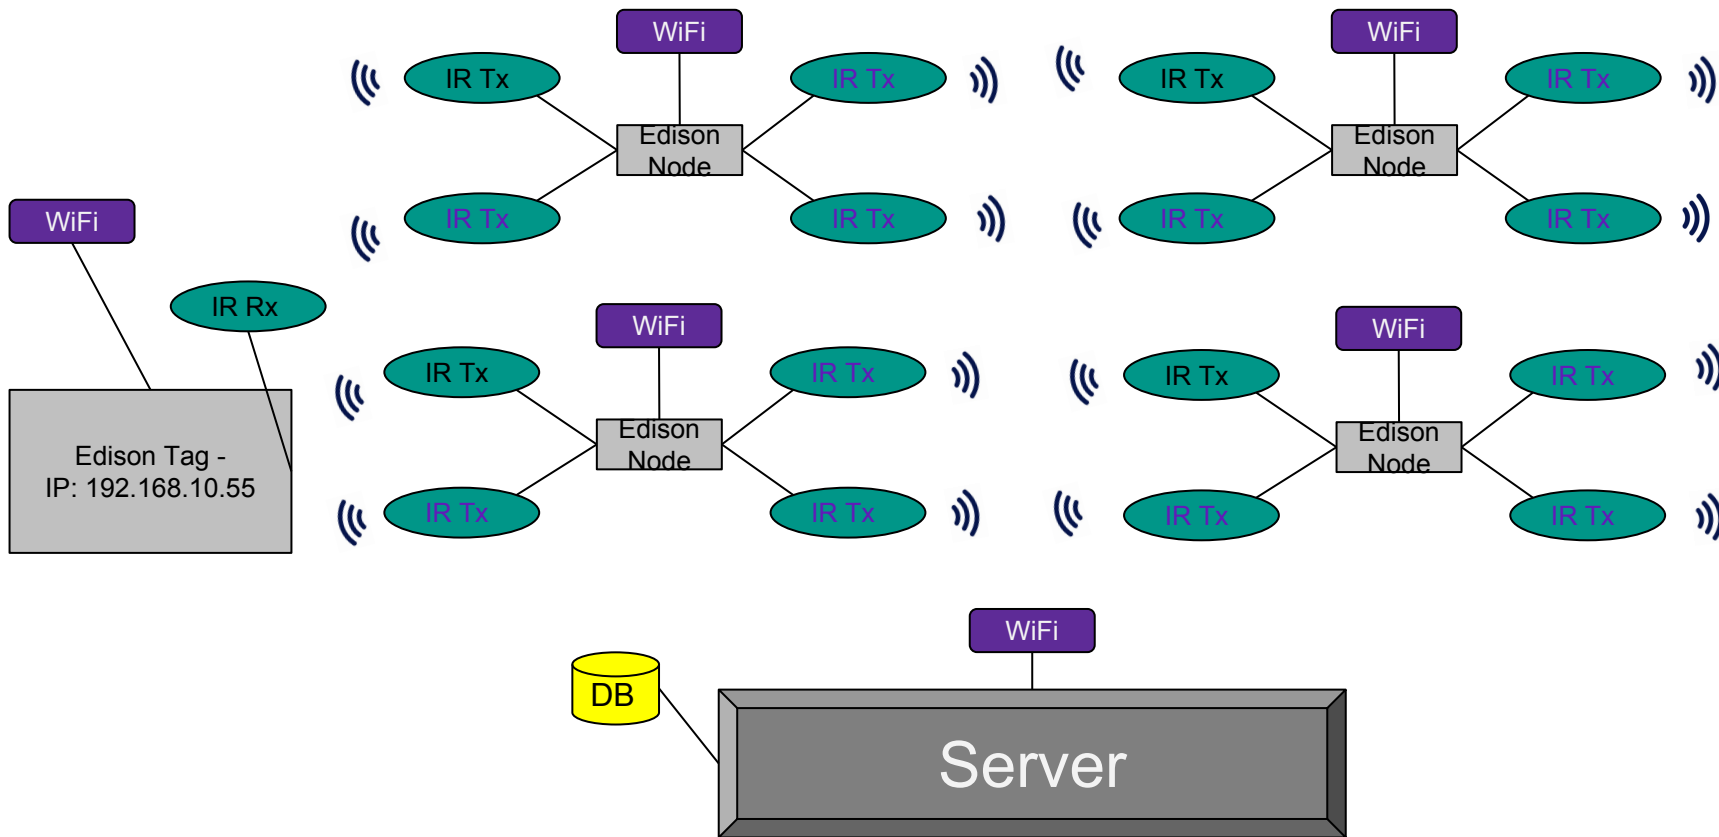 WiFi
WiFi
IR Tx
IR Tx
IR Tx
IR Tx
Edison
Node
Edison
Node
WiFi
IR Tx
IR Tx
IR Tx
IR Tx
IR Rx
WiFi
WiFi
IR Tx
IR Tx
IR Tx
IR Tx
Edison
Node
Edison
Node
Edison Tag -
IP: 192.168.10.55
IR Tx
IR Tx
IR Tx
IR Tx
WiFi
DB
Server